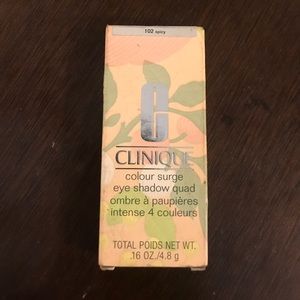 102 spicy
C
CLINIQUE
colour surge
eye shadow quad
ombre à paupières
intense 4 couleurs
TOTAL POIDS NET WT.
.16 OZ./4.8 g